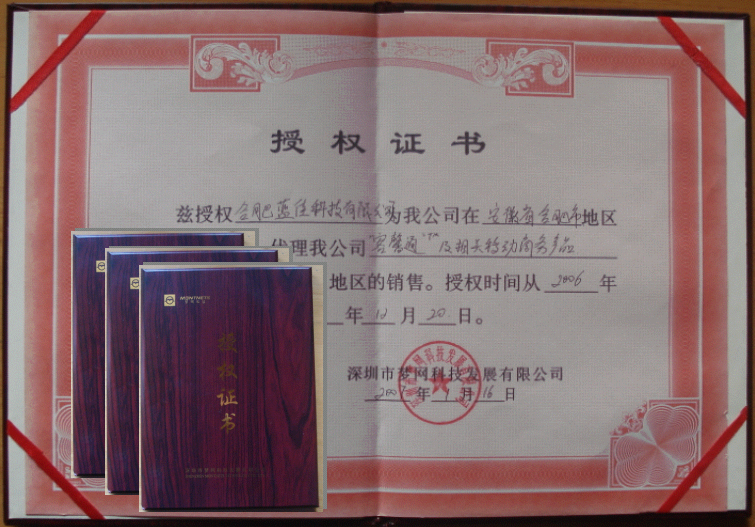 授权证书
兹授权合肥蓝佳科技有限公司为我公司在安徽省合肥市地区
代理我公司"客警通"及相关移动商务产品
地区的销售。授权时间从2006年
年12月20日。
深圳市梦网科技发展有限公司
年 月16日
MONTNETS
授权证书